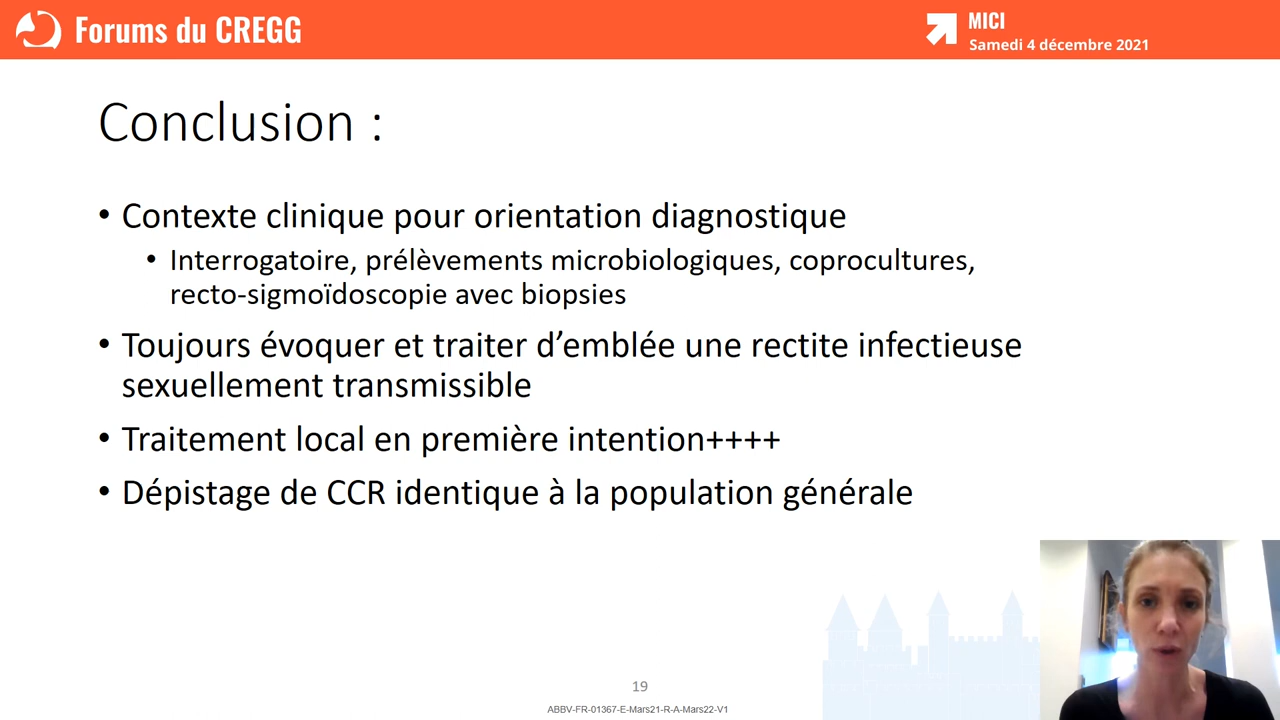 Forums du CREGG
MICI
Samedi 4 décembre 2021
Conclusion :
• Contexte clinique pour orientation diagnostique
• Interrogatoire, prélèvements microbiologiques, coprocultures,
recto-sigmoïdoscopie avec biopsies
• Toujours évoquer et traiter d’emblée une rectite infectieuse
sexuellement transmissible
• Traitement local en première intention++++
• Dépistage de CCR identique à la population générale
19
ABBV-FR-01367-E-Mars21-R-A-Mars22-V1